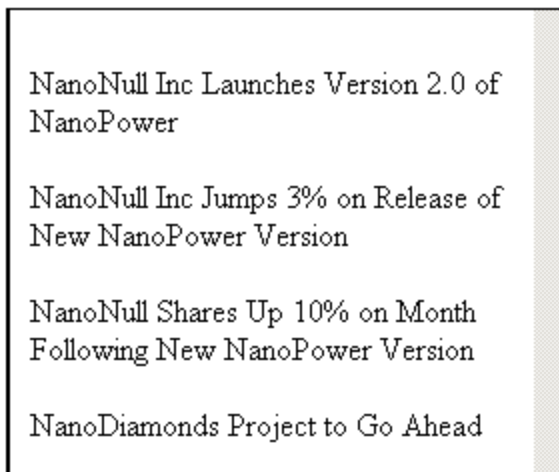 NanoNull Inc Launches Version 2.0 of
NanoPower
NanoNull Inc Jumps 3% on Release of
New NanoPower Version
NanoNull Shares Up 10% on Month
Following New NanoPower Version
NanoDiamonds Project to Go Ahead